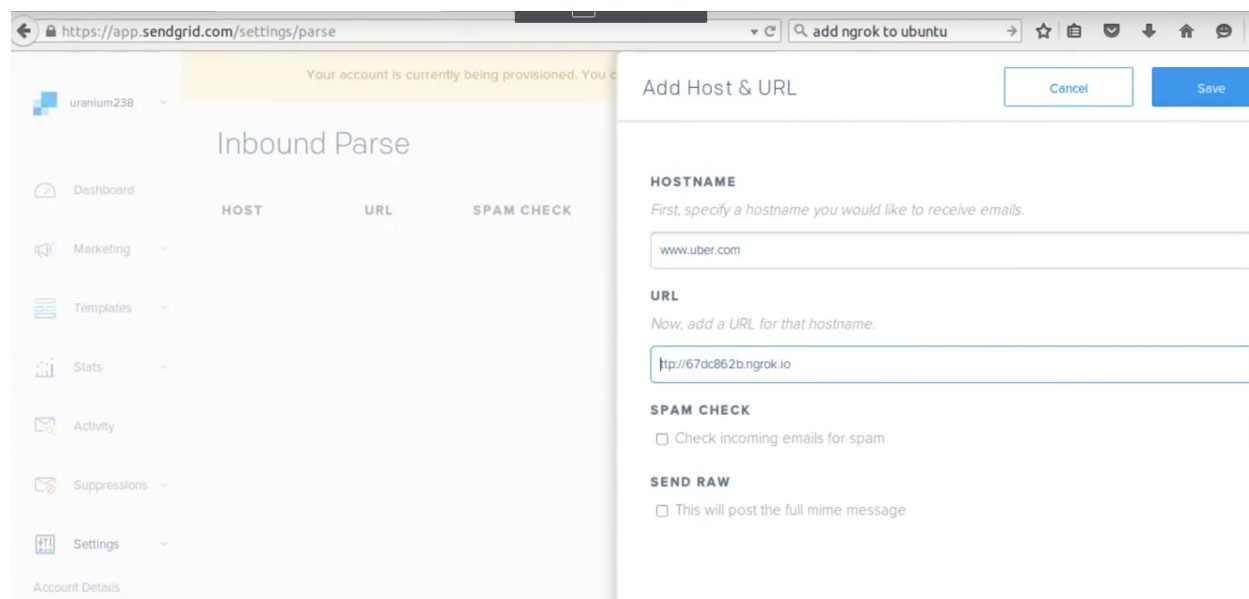 https://app.sendgrid.com/settings/parse
add ngrok to ubuntu
uranium238
Your account is currently being provisioned. You
Inbound Parse
HOST URL SPAM CHECK
Dashboard
Marketing
Templates
Stats
Activity
Suppressions
Settings
Account Details
Add Host & URL
Cancel
Save
HOSTNAME
First, specify a hostname you would like to receive emails.
www.uber.com
URL
Now, add a URL for that hostname.
ttp://67dc862b.ngrok.io
SPAM CHECK
Check incoming emails for spam
SEND RAW
This will post the full mime message